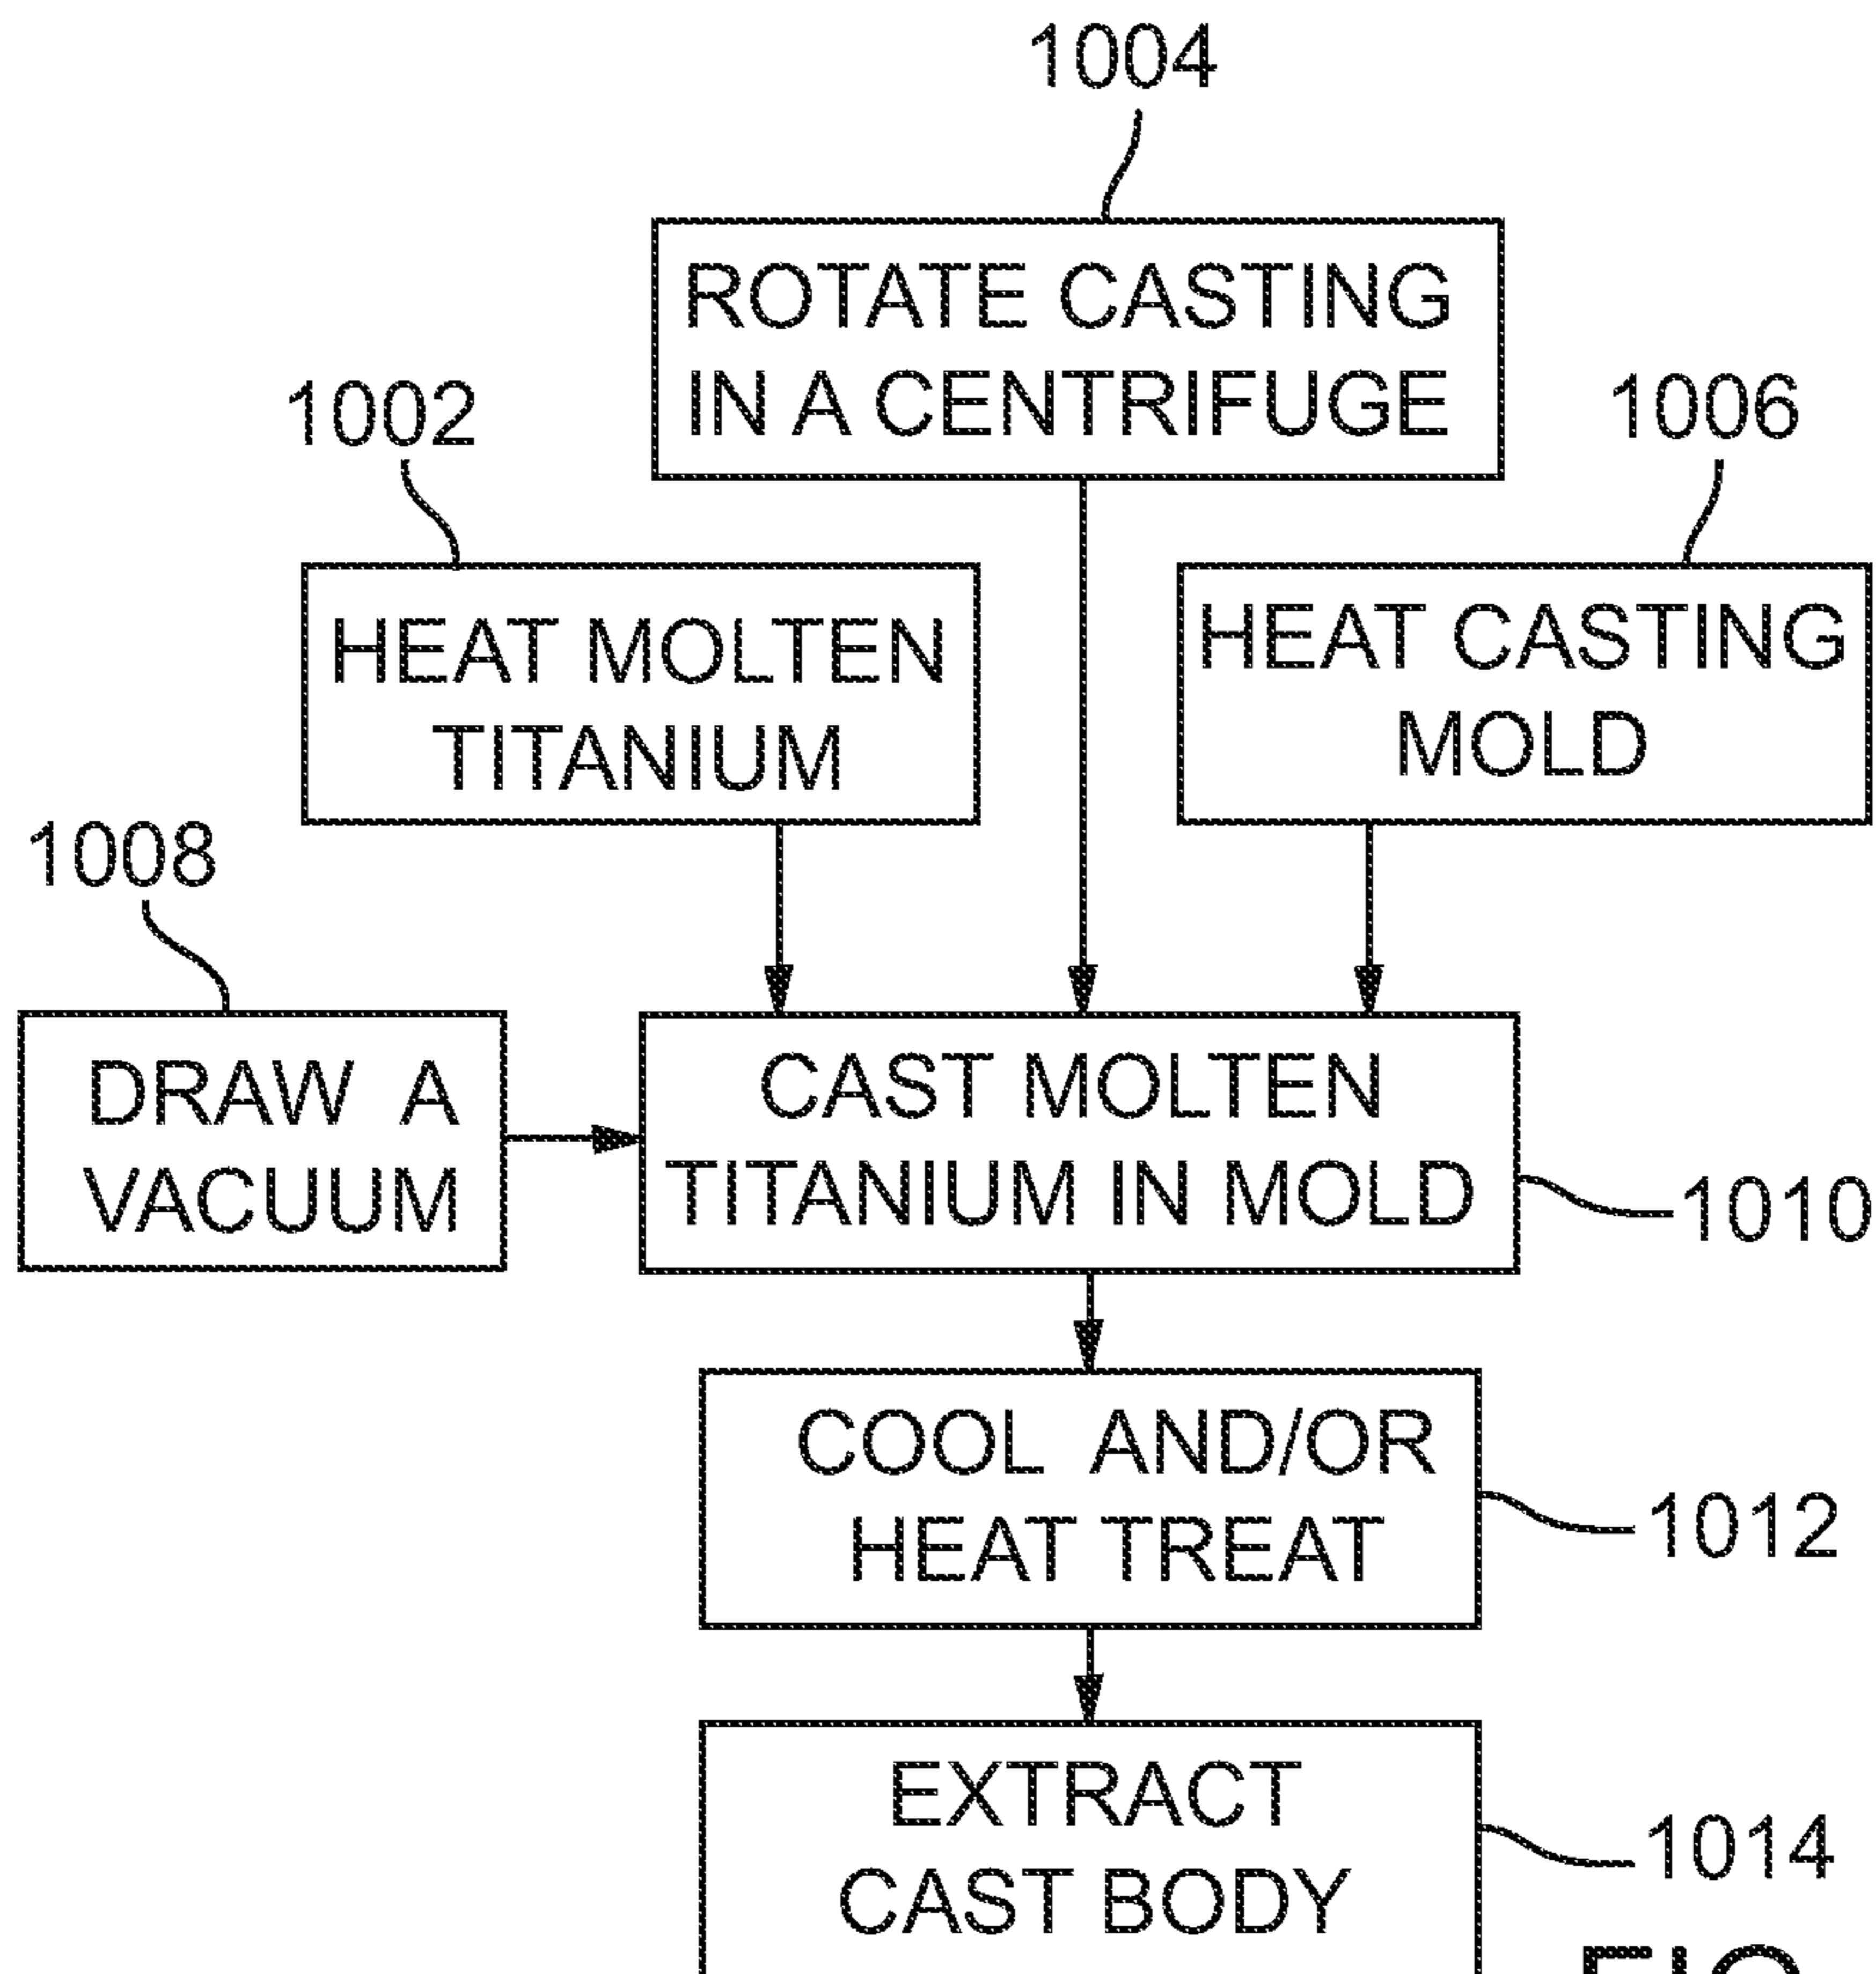 1004
ROTATE CASTING
IN A CENTRIFUGE
1002
1006
HEAT MOLTEN
TITANIUM
HEAT CASTING
MOLD
1008
DRAW A
VACUUM
CAST MOLTEN
TITANIUM IN MOLD
1010
COOL AND/OR
HEAT TREAT
1012
EXTRACT
CAST BODY
1014